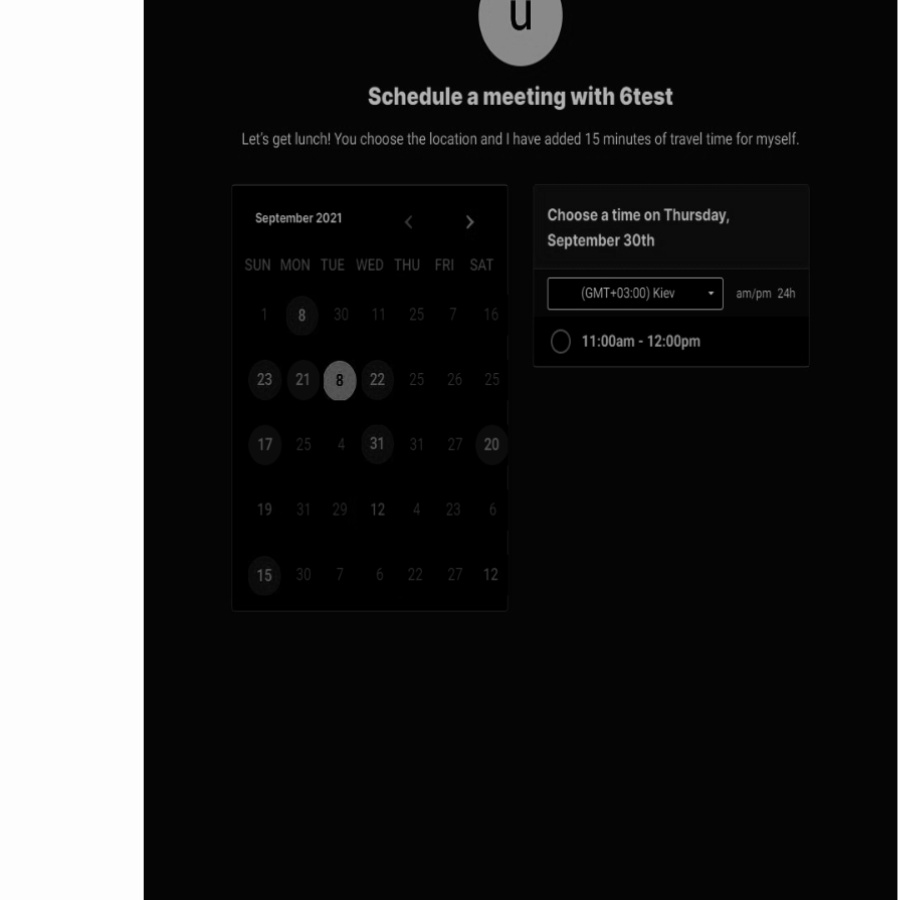 u
Schedule a meeting with 6test
Let's get lunch! You choose the location and I have added 15 minutes of travel time for myself.
September 2021
SUN MON TUE WED THU FRI SAT
1 8 30 11 25 7 16
23 21 8 22 25 26 25
17 25 4 31 31 27 20
19 31 29 12 4 23 6
15 30 7 6 22 27 12
Choose a time on Thursday,
September 30th
(GMT+03:00) Kiev am/pm 24h
11:00am - 12:00pm